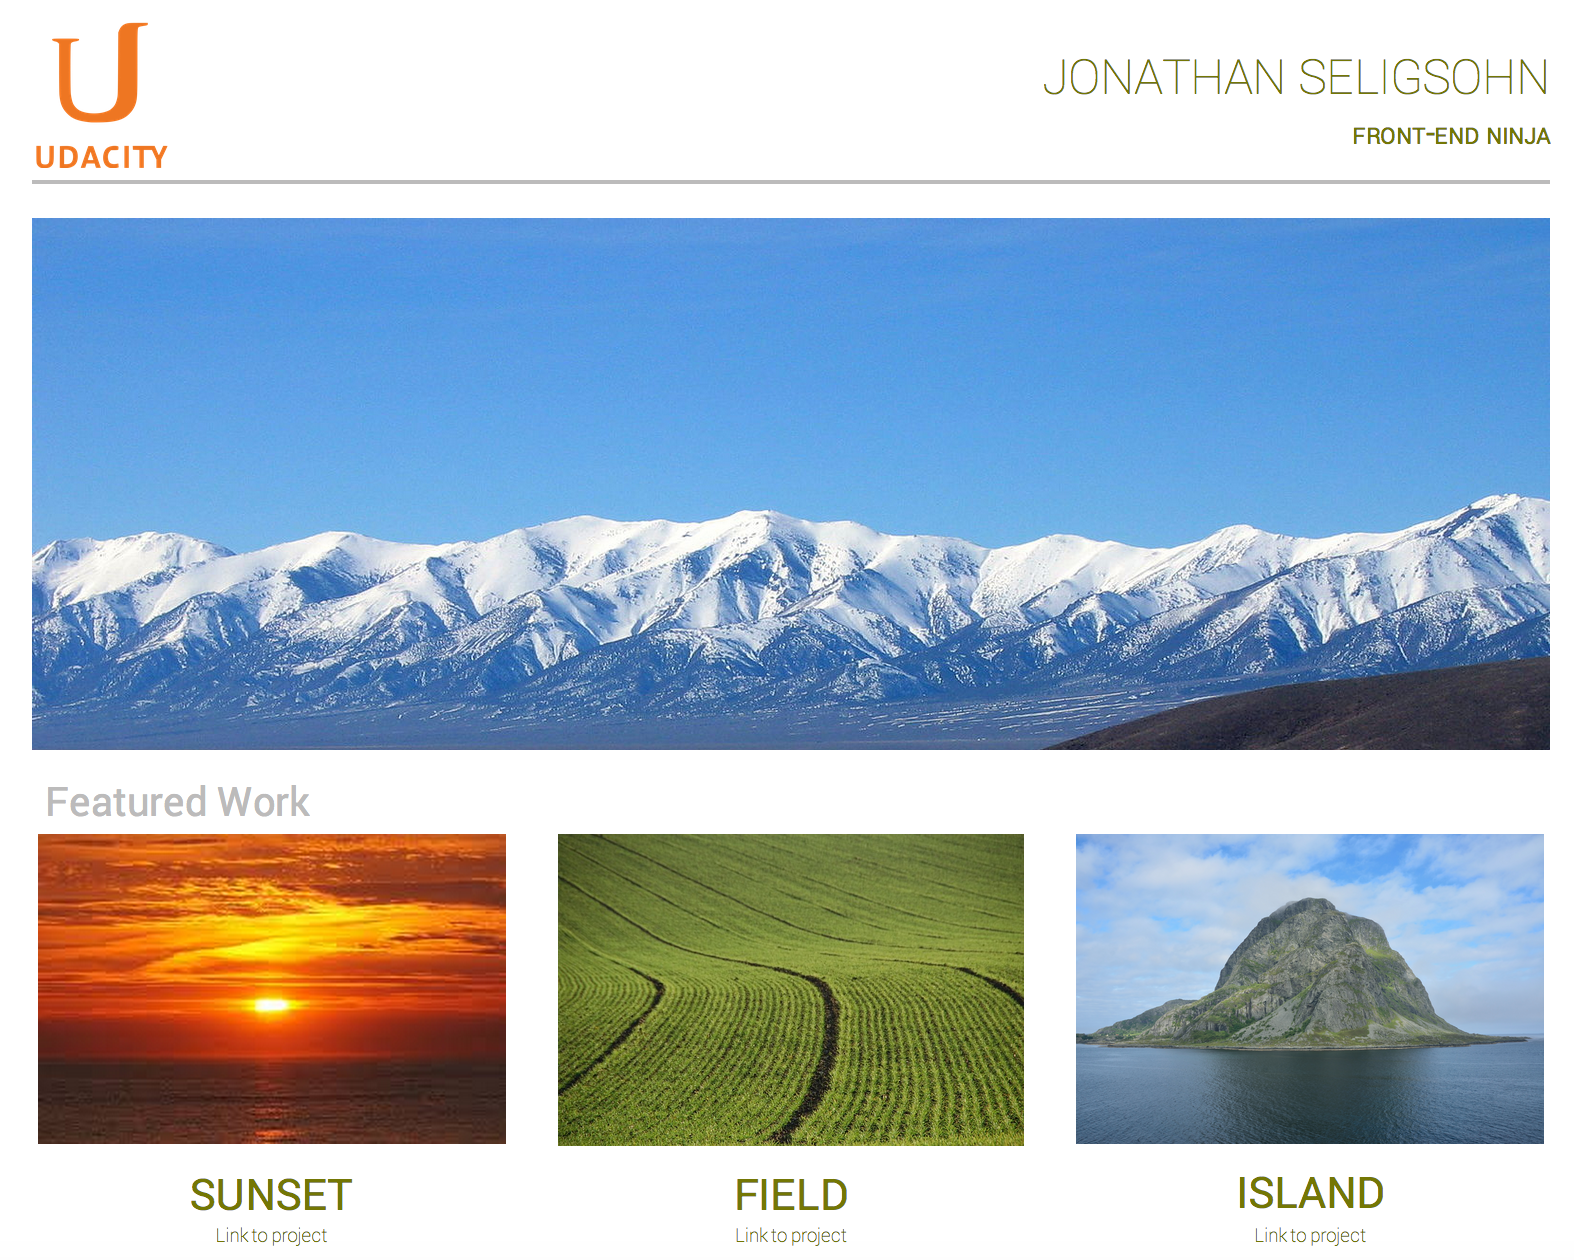 UDACITY
JONATHAN SELIGSOHN
FRONT-END NINJA
Featured Work
SUNSET
Link to project
FIELD
Link to project
ISLAND
Link to project